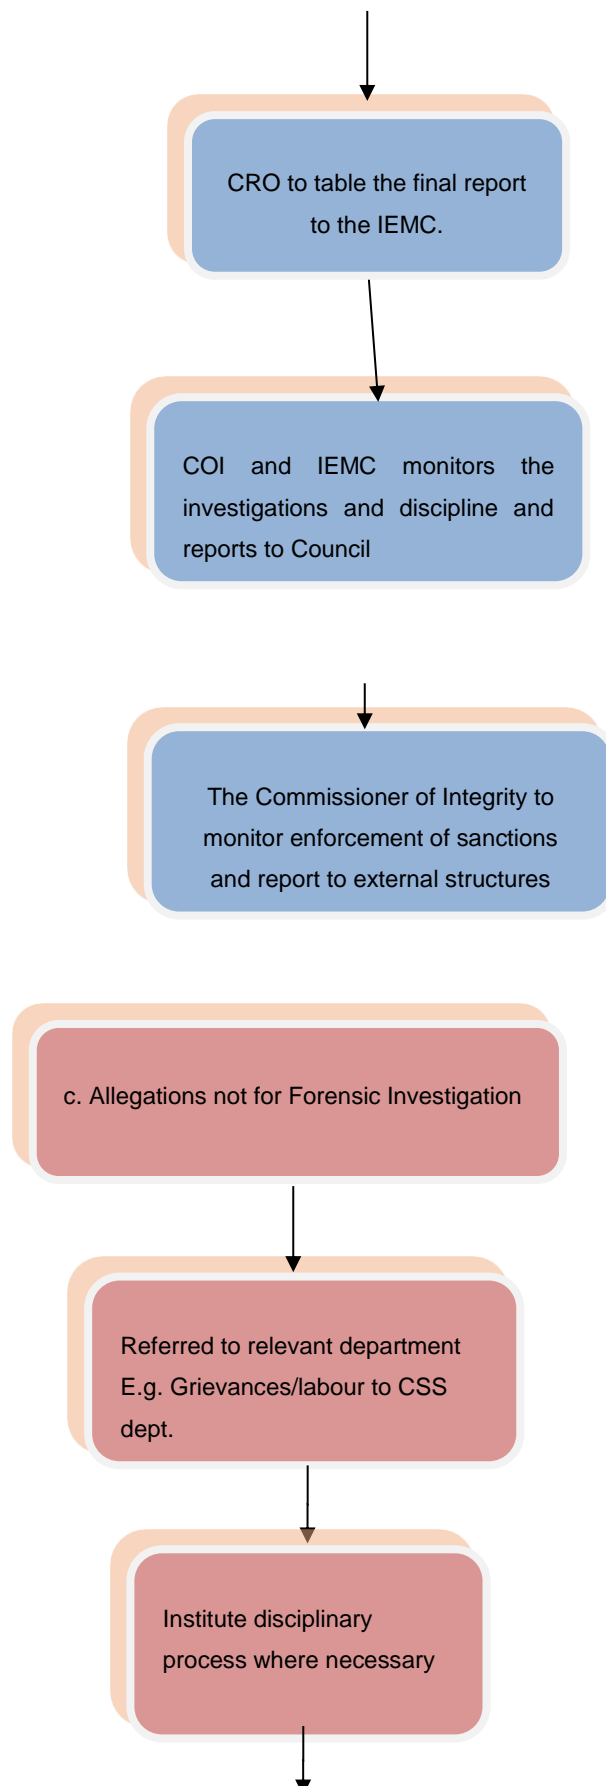 CRO to table the final report
to the IEMC.
COI and IEMC monitors the
investigations and discipline and
reports to Council
The Commissioner of Integrity to
monitor enforcement of sanctions
and report to external structures
c. Allegations not for Forensic Investigation
Referred to relevant department
E.g. Grievances/labour to CSS
dept.
Institute disciplinary
process where necessary